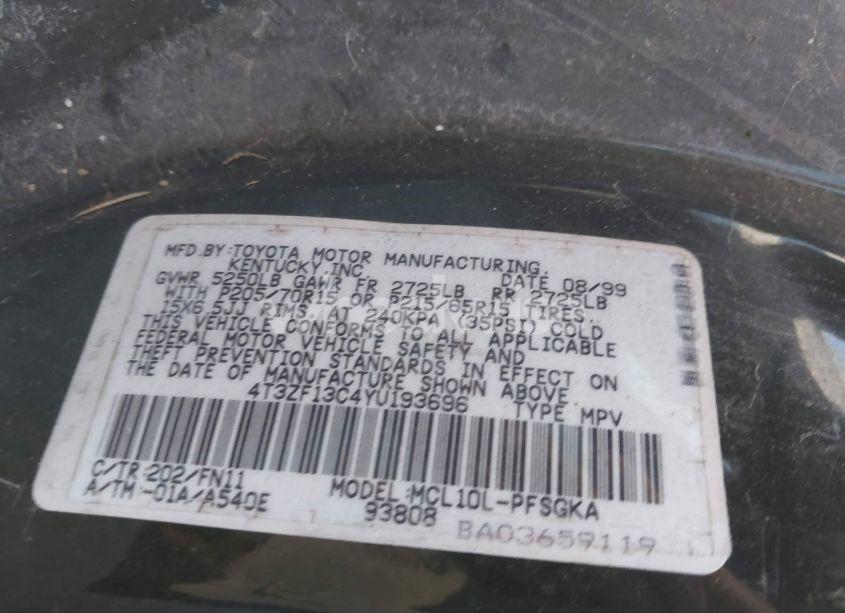 MFD.BY:TOYOTA MOTOR MANUFACTURING,
KENTUCKY,INC. DATE 08/99
GVWR 5250LB GAWR FR 2725LB RR 2725LB
WITH P205/70R15 OR P215/65R15 TIRES,
15X6.5JJ RIMS, AT 240KPA (35PSI) COLD
THIS VEHICLE CONFORMS TO ALL APPLICABLE
FEDERAL MOTOR VEHICLE SAFETY AND
THEFT PREVENTION STANDARDS IN EFFECT ON
THE DATE OF MANUFACTURE SHOWN ABOVE.
4T3ZF13C4YU193696 TYPE MPV
C/TR:202/FN11
A/TM:-01A/A540E
MODEL:MCL10L-PFSGKA
93808
BA03659119